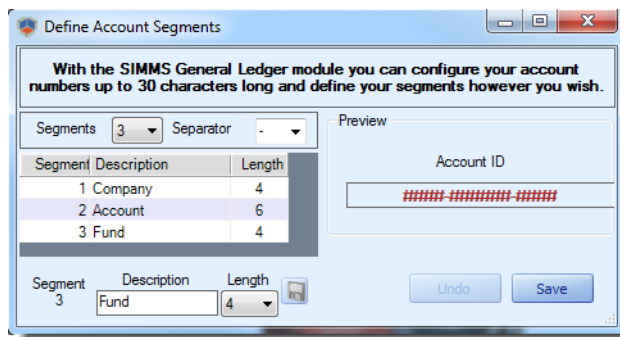 Define Account Segments
With the SIMMS General Ledger module you can configure your account
numbers up to 30 characters long and define your segments however you wish.
Segments 3 Separator -
Preview
Segment Description Length
1 Company 4
2 Account 6
3 Fund 4
Account ID
####-######-####
Segment Description Length
3 Fund 4
Undo Save